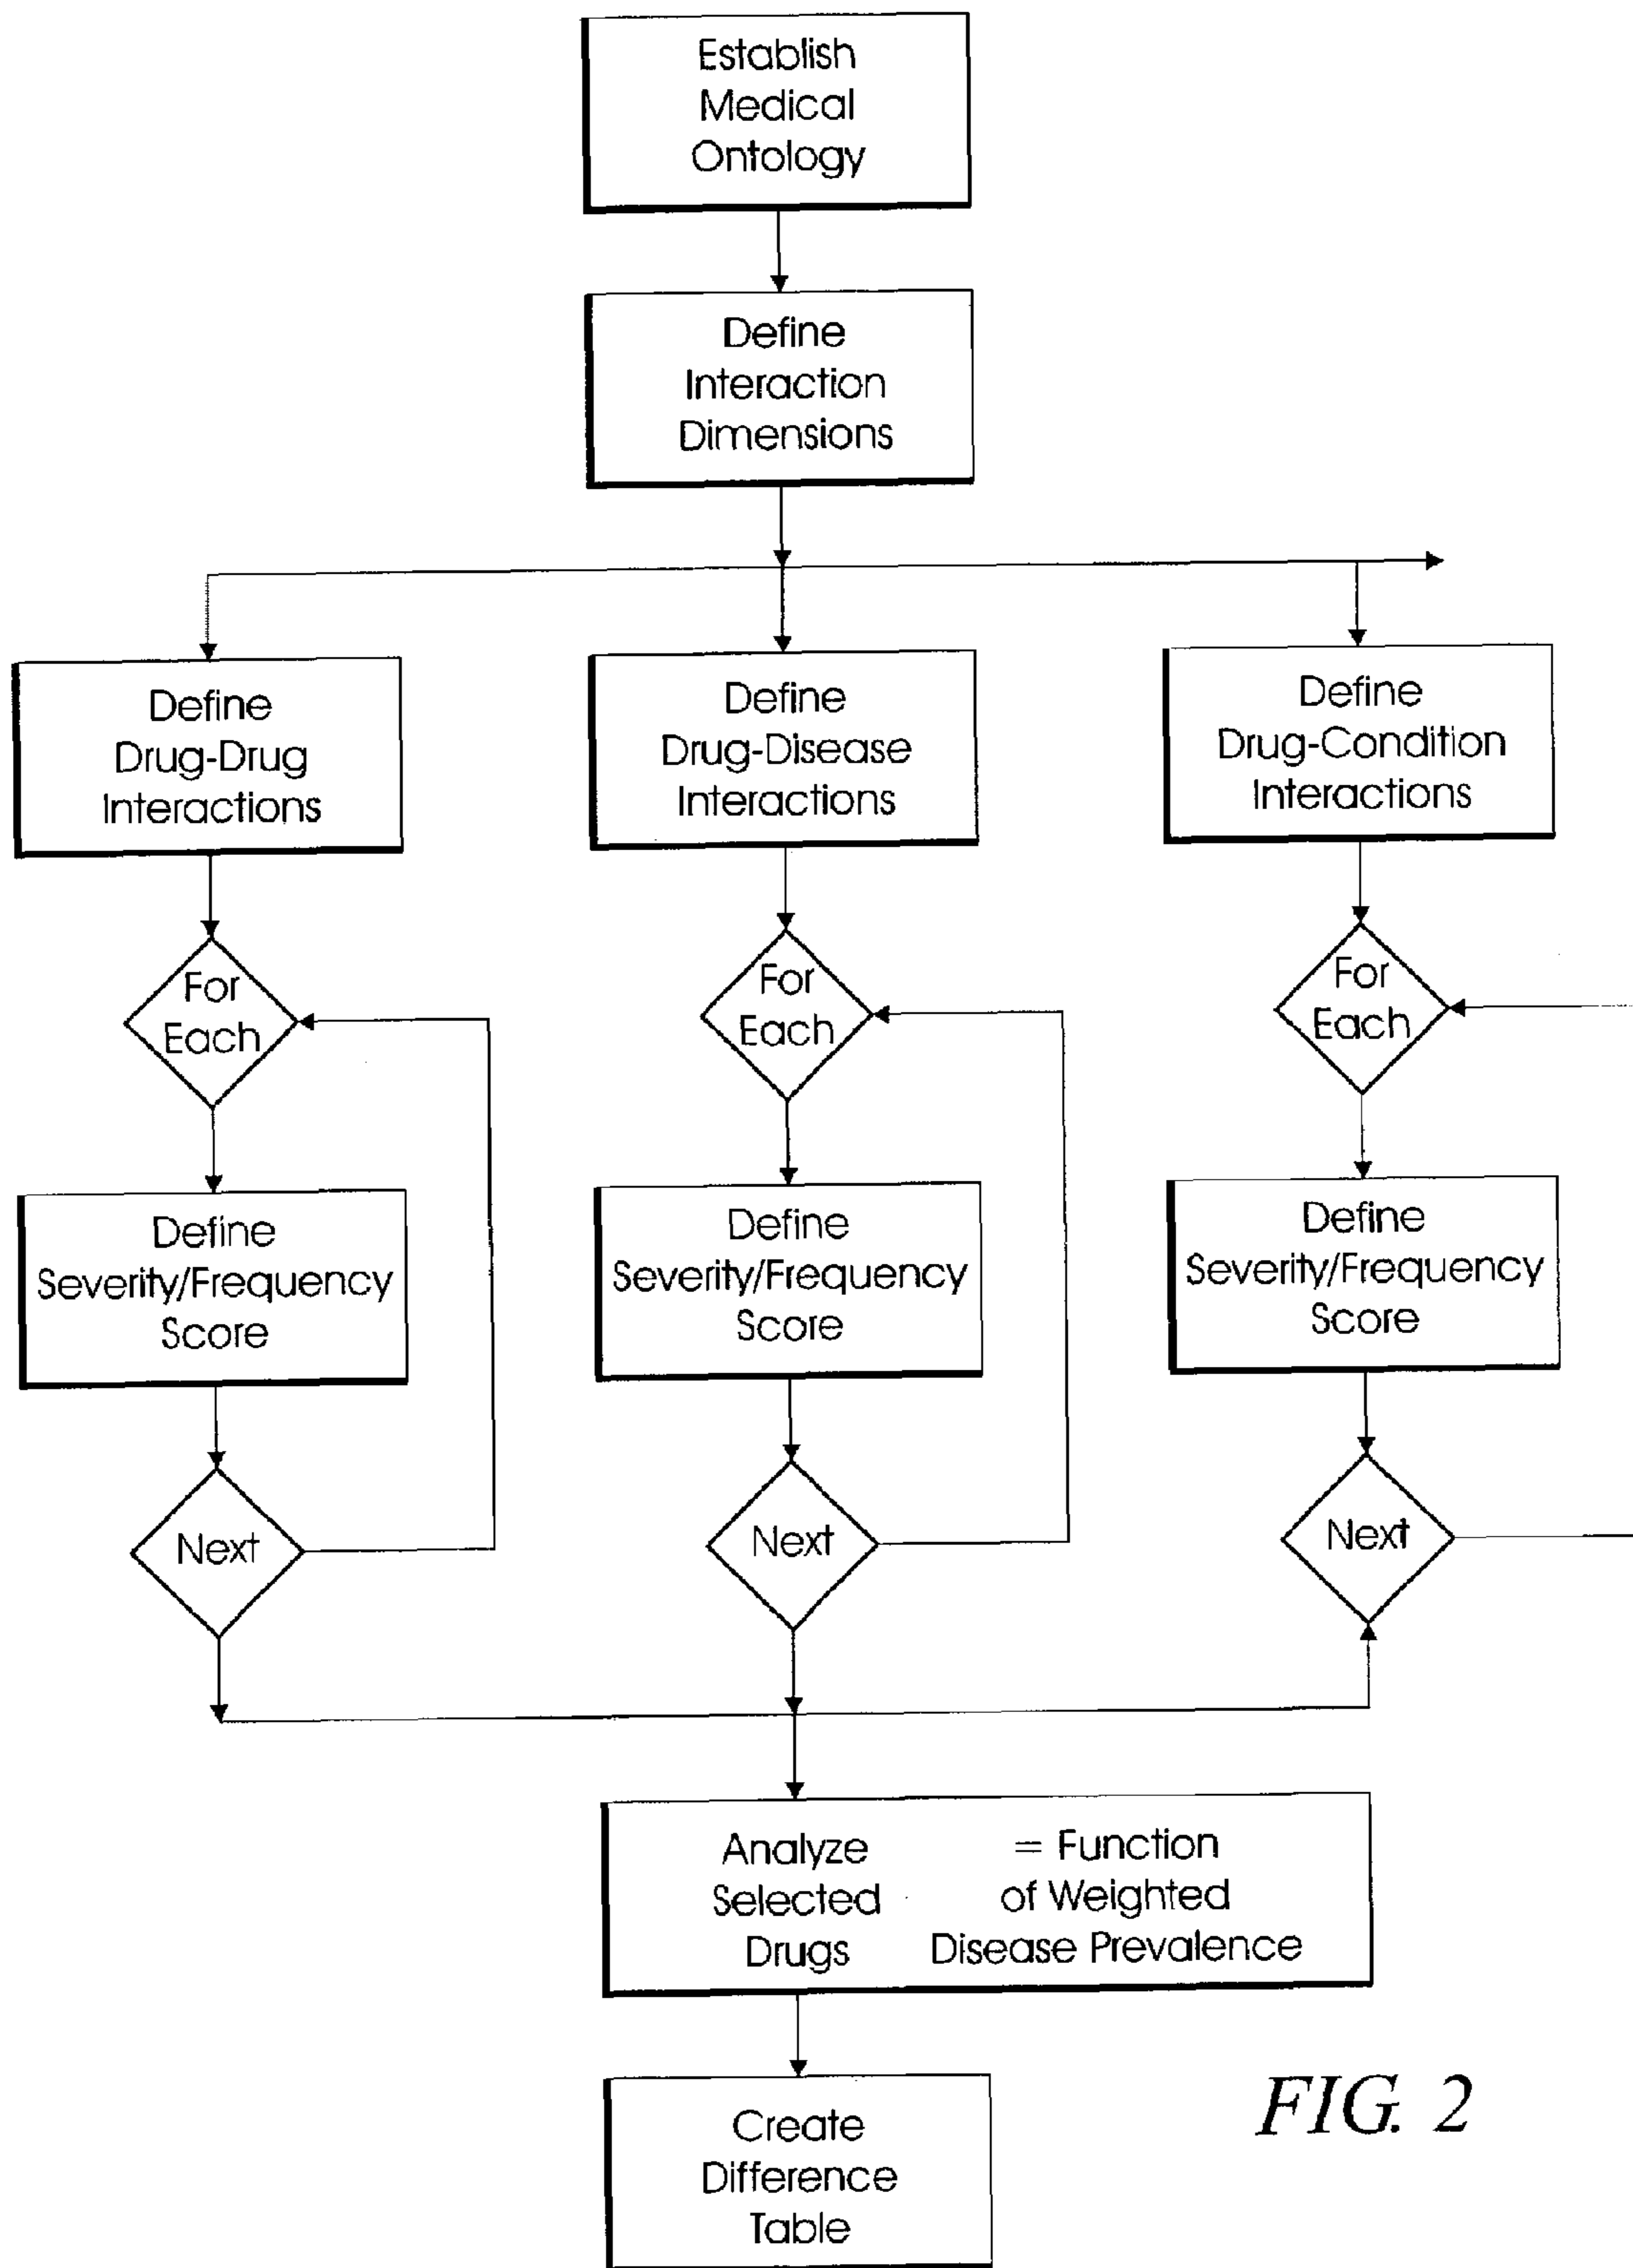 Establish
Medical
Ontology
Define
Interaction
Dimensions
Define
Drug-Drug
Interactions
Define
Drug-Disease
Interactions
Define
Drug-Condition
Interactions
For
Each
For
Each
For
Each
Define
Severity/Frequency
Score
Define
Severity/Frequency
Score
Define
Severity/Frequency
Score
Next
Next
Next
Analyze
Selected
Drugs
= Function
of Weighted
Disease Prevalence
Create
Difference
Table
FIG. 2